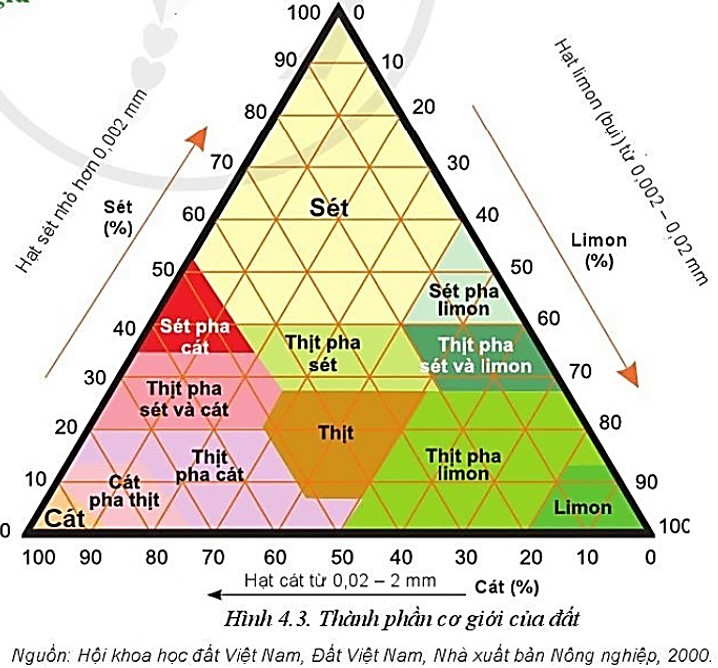 100 0
90 10
80 20
70 30
60 40
50 50
40 60
30 70
20 80
10 90
0 100
Hạt sét nhỏ hơn 0,002 mm
Sét
(%)
Hạt limon (bụi) từ 0,002 – 0,02 mm
Limon
(%)
Sét
Sét pha
limon
Sét pha
cát
Thịt pha
sét
Thịt pha
sét và limon
Thịt pha
sét và cát
Thịt
Thịt
pha cát
Thịt pha
limon
Cát
pha thịt
Cát
Limon
100 90 80 70 60 50 40 30 20 10 0
Hạt cát từ 0,02 – 2 mm
Cát (%)
Hình 4.3. Thành phần cơ giới của đất
Nguồn: Hội khoa học đất Việt Nam, Đất Việt Nam, Nhà xuất bản Nông nghiệp, 2000.